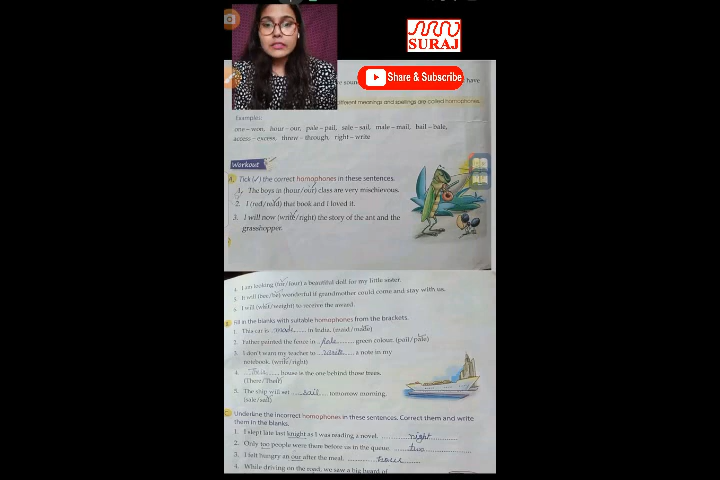 SURAJ
Share & Subscribe
have
different meanings and spellings are called homophones.
Example:
one – won, hour – our, pale – pail, sale – sail, male – mail, bail – bale,
access – excess, threw – through, right – write
Workout
A. Tick (✓) the correct homophones in these sentences.
1. The boys in (hour/our) class are very mischievous.
2. I (red/read) that book and I loved it.
3. I will now (write/right) the story of the ant and the
grasshopper.
4. I am looking (for/four) a beautiful doll for my little sister.
5. It will (bee/be) wonderful if grandmother could come and stay with us.
6. I will (wait/weight) to receive the award.
B. Fill in the blanks with suitable homophones from the brackets.
1. This car is made in India. (maid/made)
2. Father painted the fence in pale green colour. (pail/pale)
3. I don't want my teacher to write a note in my
notebook. (write/right)
4. house is the one behind those trees.
(There/Their)
5. The ship will set sail tomorrow morning.
(sale/sail)
C. Underline the incorrect homophones in these sentences. Correct them and write
them in the blanks.
1. I slept late last knight as I was reading a novel. night
2. Only too people were there before us in the queue. two
3. I felt hungry an our after the meal. hour
4. While driving on the road, we saw a big heard of